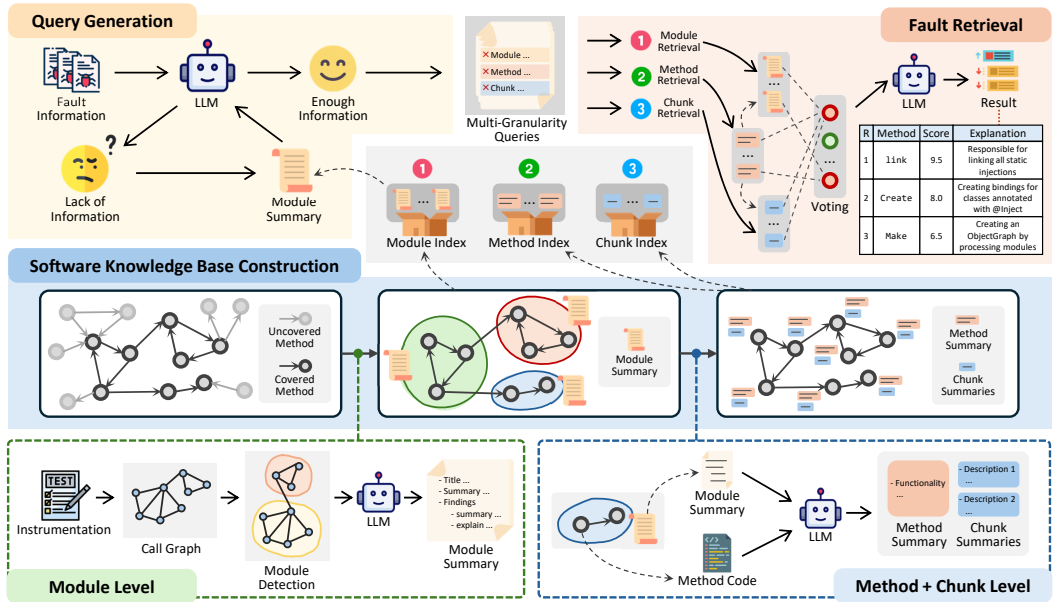 Query Generation
Fault
Information
LLM
Enough
Information
?
Lack of
Information
Module
Summary
× Module ...
× Method ...
× Chunk ...
Multi-Granularity
Queries
Fault Retrieval
1
Module
Retrieval
2
Method
Retrieval
3
Chunk
Retrieval
...
...
...
...
Voting
LLM
Result
R Method Score Explanation
1 link 9.5 Responsible for
linking all static
injections
2 Create 8.0 Creating bindings for
classes annotated
with @Inject
3 Make 6.5 Creating an
ObjectGraph by
processing modules
1
2
3
...
...
...
Module Index
Method Index
Chunk Index
Software Knowledge Base Construction
Uncovered
Method
Covered
Method
Module
Summary
Method
Summary
Chunk
Summaries
TEST
Instrumentation
Call Graph
Module
Detection
LLM
- Title ...
- Summary ...
- Findings
- summary ...
- explain ...
Module
Summary
Module Level
Module
Summary
</>
Method Code
LLM
- Functionality
...
Method
Summary
- Description 1
...
- Description 2
...
Chunk
Summaries
Method + Chunk Level